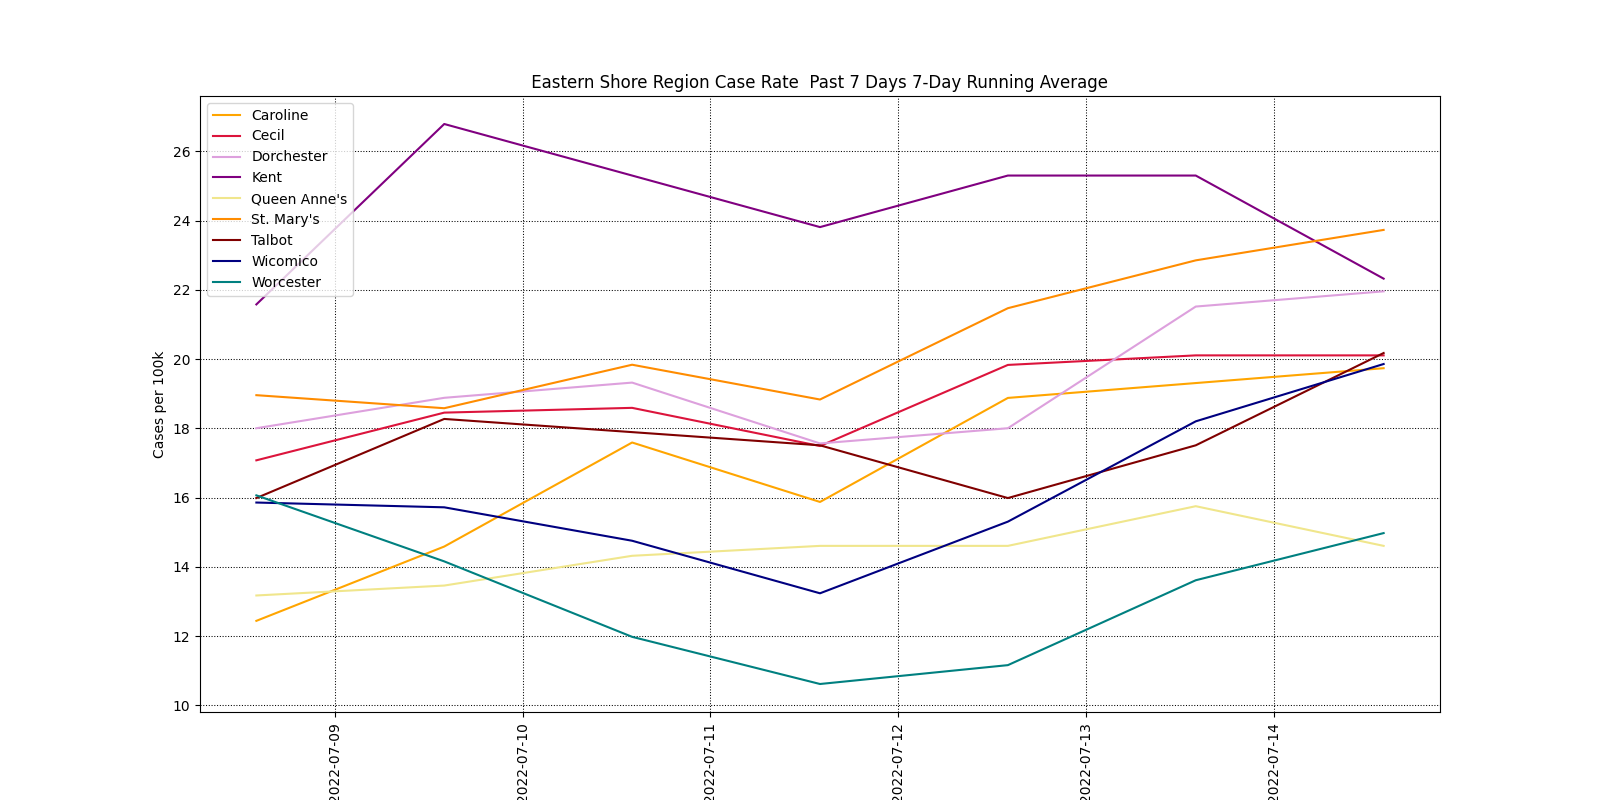 Eastern Shore Region Case Rate  Past 7 Days 7-Day Running Average
Caroline
Cecil
Dorchester
Kent
Queen Anne's
St. Mary's
Talbot
Wicomico
Worcester
Cases per 100k
26
24
22
20
18
16
14
12
10
2022-07-09
2022-07-10
2022-07-11
2022-07-12
2022-07-13
2022-07-14